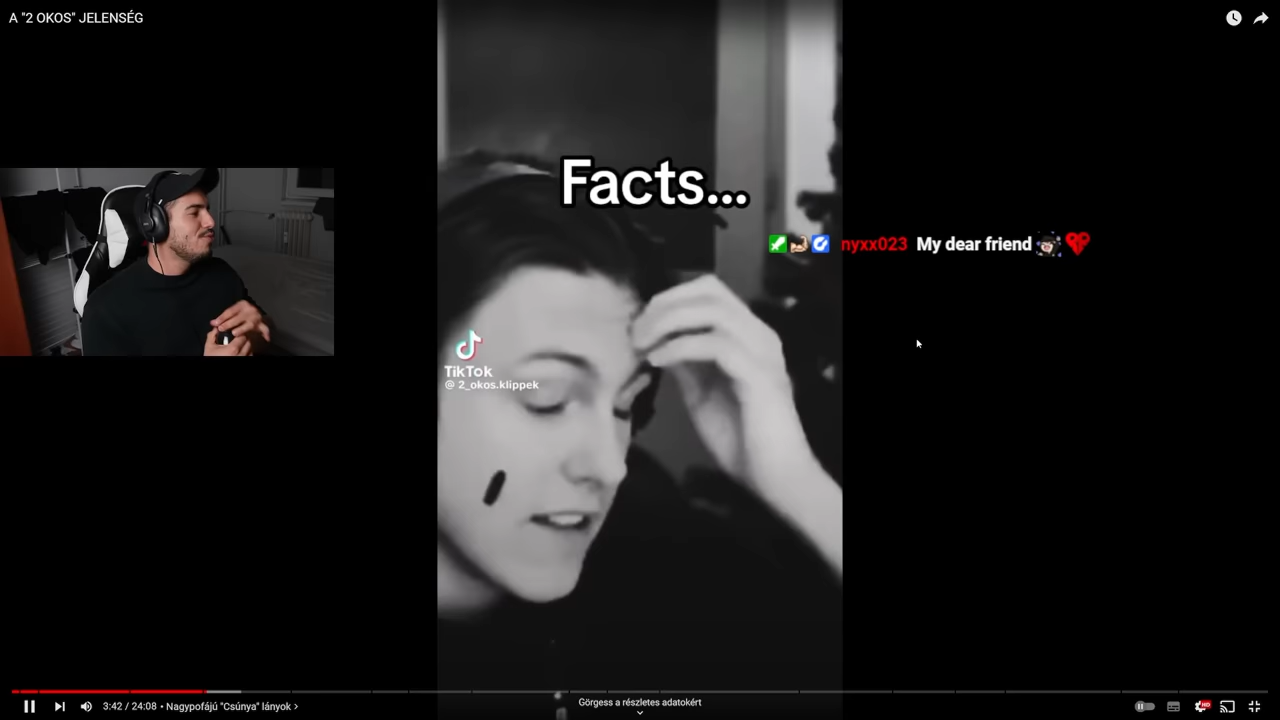 A "2 OKOS" JELENSÉG
Facts...
nyxx023 My dear friend
TikTok
@ 2_okos.klippek
Görgess a részletes adatokért
3:42 / 24:08 • Nagypofájú "Csúnya" lányok >
HD